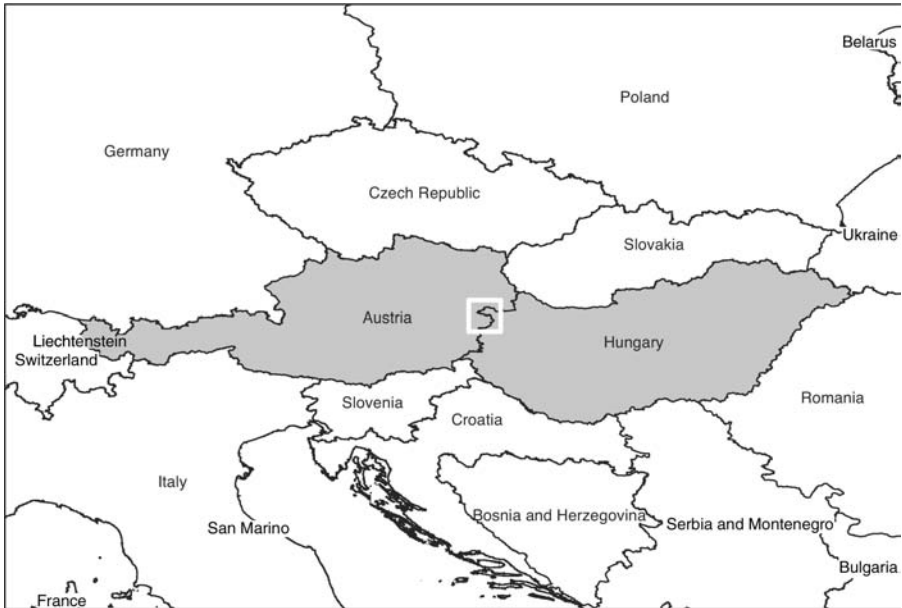 Belarus
Poland
Germany
Czech Republic
Ukraine
Slovakia
Austria
Liechtenstein
Hungary
Switzerland
Romania
Slovenia
Croatia
Italy
Bosnia and Herzegovina
San Marino
Serbia and Montenegro
Bulgaria
France